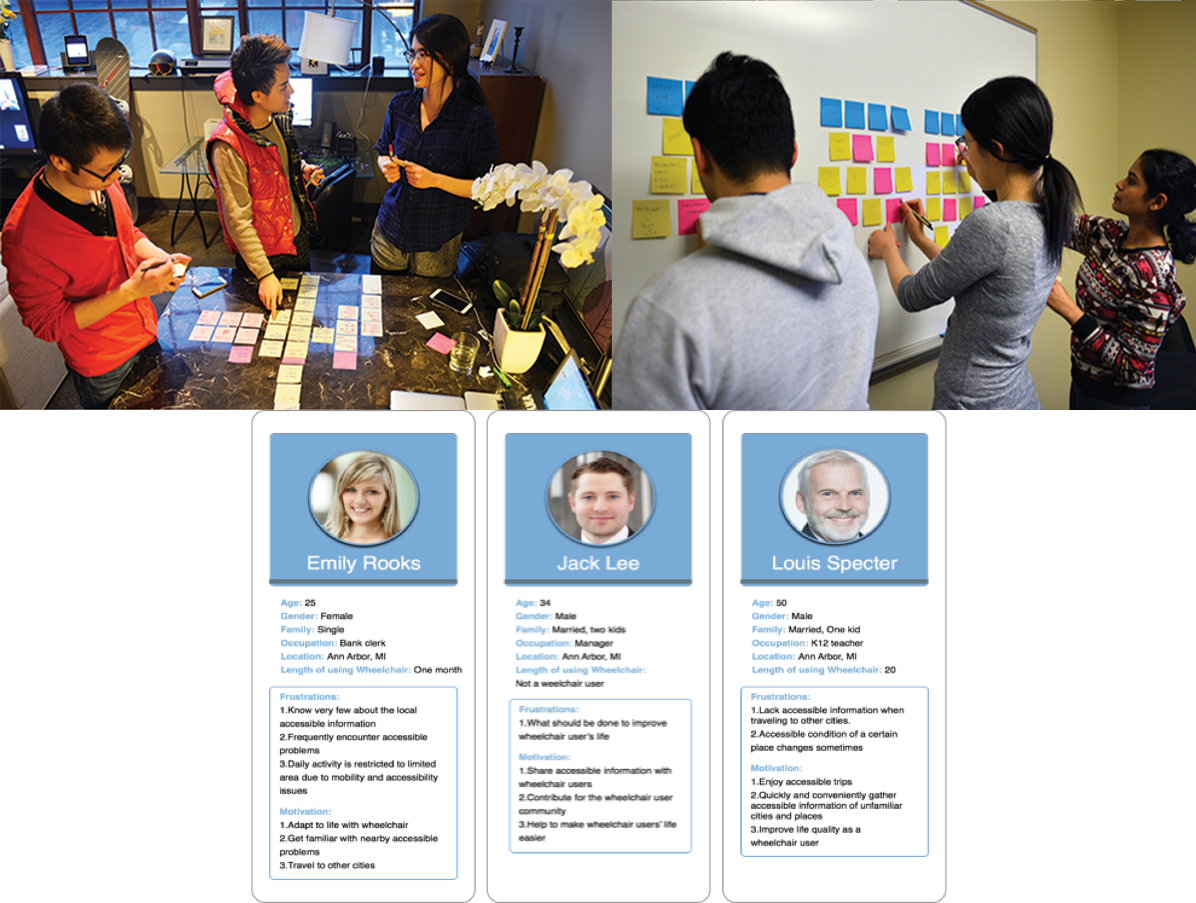 Emily Rooks
Age: 25
Gender: Female
Family: Single
Occupation: Bank clerk
Location: Ann Arbor, MI
Length of using Wheelchair: One month
Frustrations:
1.Know very few about the local
accessible information
2.Frequently encounter accessible
problems
3.Daily activity is restricted to limited
area due to mobility and accessibility
issues
Motivation:
1.Adapt to life with wheelchair
2.Get familiar with nearby accessible
problems
3.Travel to other cities
Jack Lee
Age: 34
Gender: Male
Family: Married, two kids
Occupation: Manager
Location: Ann Arbor, MI
Length of using Wheelchair:
Not a weelchair user
Frustrations:
1.What should be done to improve
wheelchair user's life
Motivation:
1.Share accessible information with
wheelchair users
2.Contribute for the wheelchair user
community
3.Help to make wheelchair users' life
easier
Louis Specter
Age: 50
Gender: Male
Family: Married, One kid
Occupation: K12 teacher
Location: Ann Arbor, MI
Length of using Wheelchair: 20
Frustrations:
1.Lack accessible information when
traveling to other cities.
2.Accessible condition of a certain
place changes sometimes
Motivation:
1.Enjoy accessible trips
2.Quickly and conveniently gather
accessible information of unfamiliar
cities and places
3.Improve life quality as a
wheelchair user